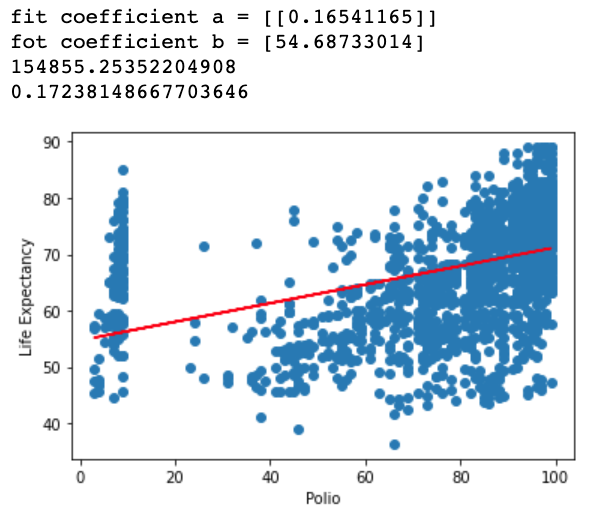 fit coefficient a = [[0.16541165]]
fot coefficient b = [54.68733014]
154855.25352204908
0.17238148667703646
90
80
70
60
50
40
Life Expectancy
0 20 40 60 80 100
Polio